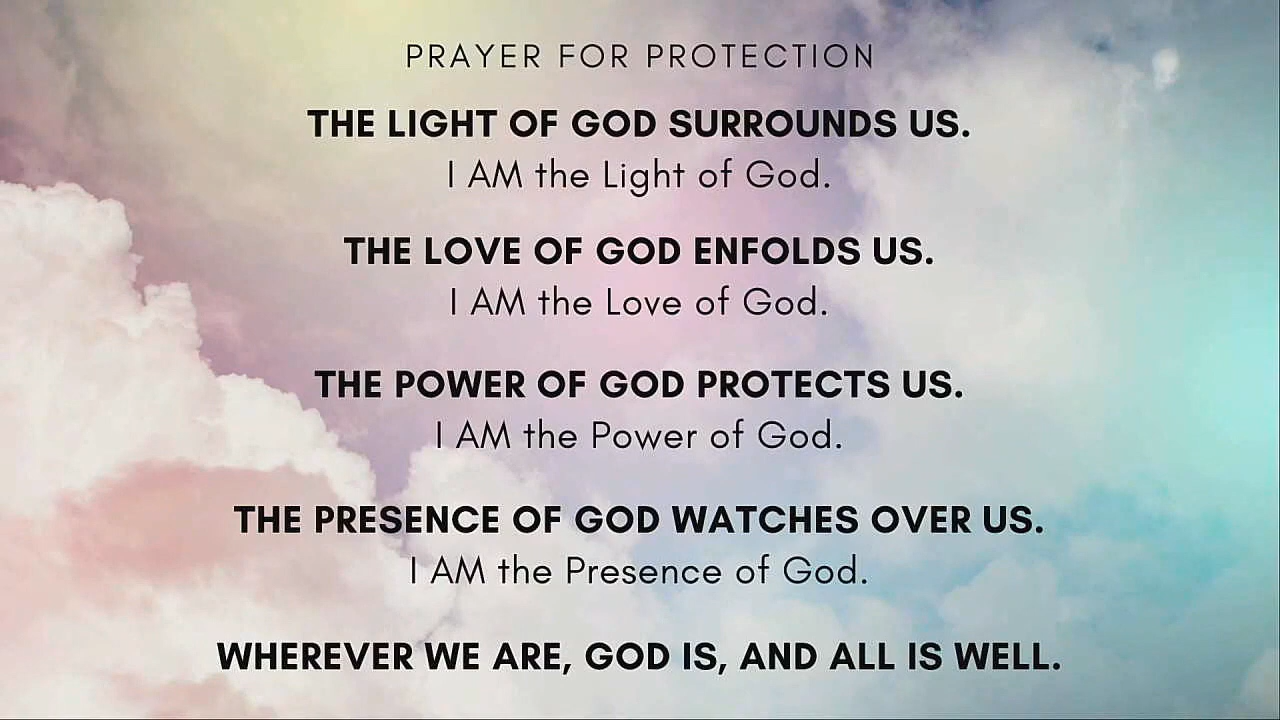 PRAYER FOR PROTECTION
THE LIGHT OF GOD SURROUNDS US.
I AM the Light of God.
THE LOVE OF GOD ENFOLDS US.
I AM the Love of God.
THE POWER OF GOD PROTECTS US.
I AM the Power of God.
THE PRESENCE OF GOD WATCHES OVER US.
I AM the Presence of God.
WHEREVER WE ARE, GOD IS, AND ALL IS WELL.